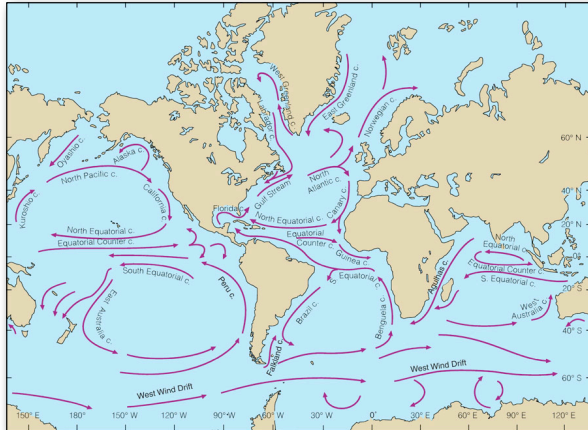 West Greenland c.
East Greenland c.
Labrador c.
Norwegian c.
60° N
Oyashio c.
Alaska c.
North Pacific c.
California c.
Kuroshio c.
Gulf Stream
North
Atlantic c.
Canary c.
Florida c.
40° N
20° N
North Equatorial c.
Equatorial Counter c.
South Equatorial c.
North Equatorial c.
Equatorial
Counter c.
Guinea c.
S. Equatorial c.
North
Equatorial c.
Equatorial Counter c.
S. Equatorial c.
0°
20° S
East Australia c.
Peru c.
Brazil c.
Benguela c.
Agulhas c.
West
Australia c.
40° S
Falkland c.
West Wind Drift
West Wind Drift
60° S
150° E
180°
-150°W
-120°W
-90°W
-60°W
-30°W
0°
30° E
60° E
90° E
120° E